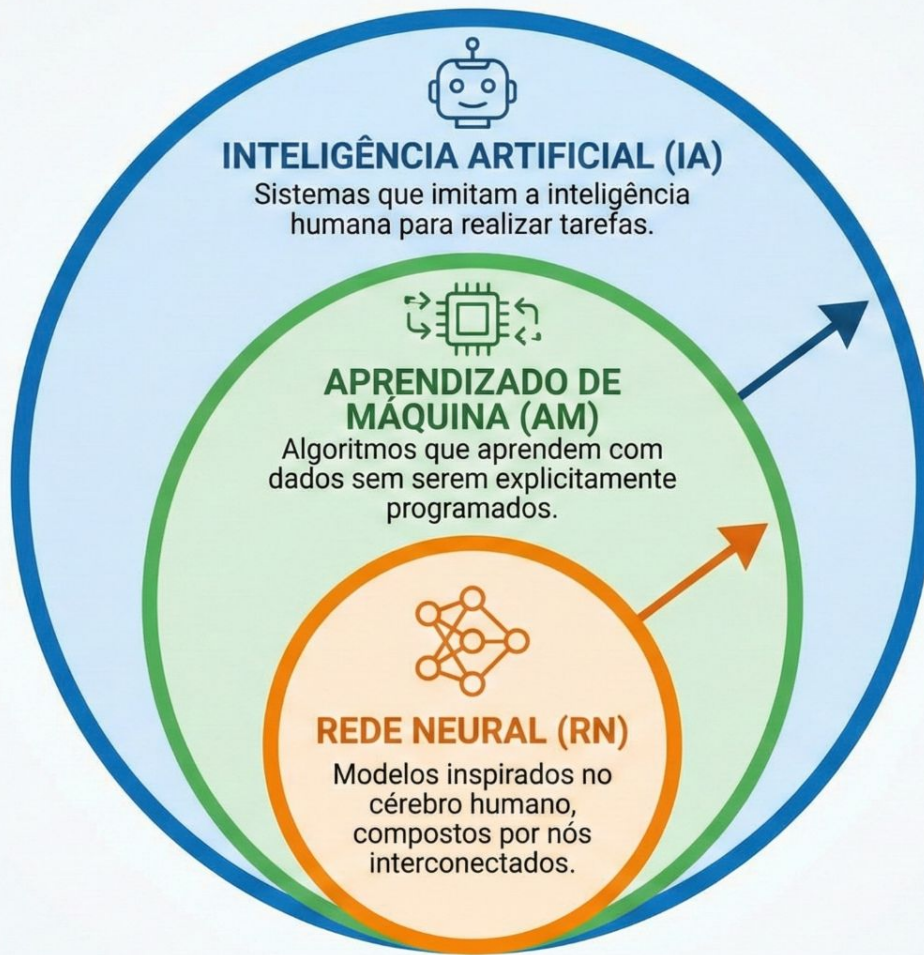 INTELIGÊNCIA ARTIFICIAL (IA)
Sistemas que imitam a inteligência
humana para realizar tarefas.
APRENDIZADO DE
MÁQUINA (AM)
Algoritmos que aprendem com
dados sem serem explicitamente
programados.
REDE NEURAL (RN)
Modelos inspirados no
cérebro humano,
compostos por nós
interconectados.